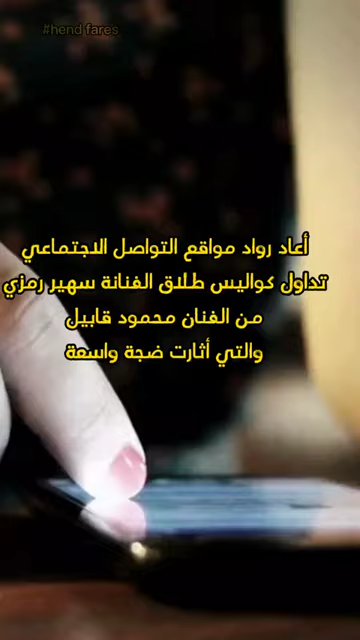 #hend fares
أعاد رواد مواقع التواصل الاجتماعي
تداول كواليس طلاق الفنانة سهير رمزي
من الفنان محمود قابيل
والتي أثارت ضجة واسعة